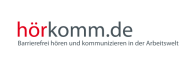 hörkomm.de
Barrierefrei hören und kommunizieren in der Arbeitswelt